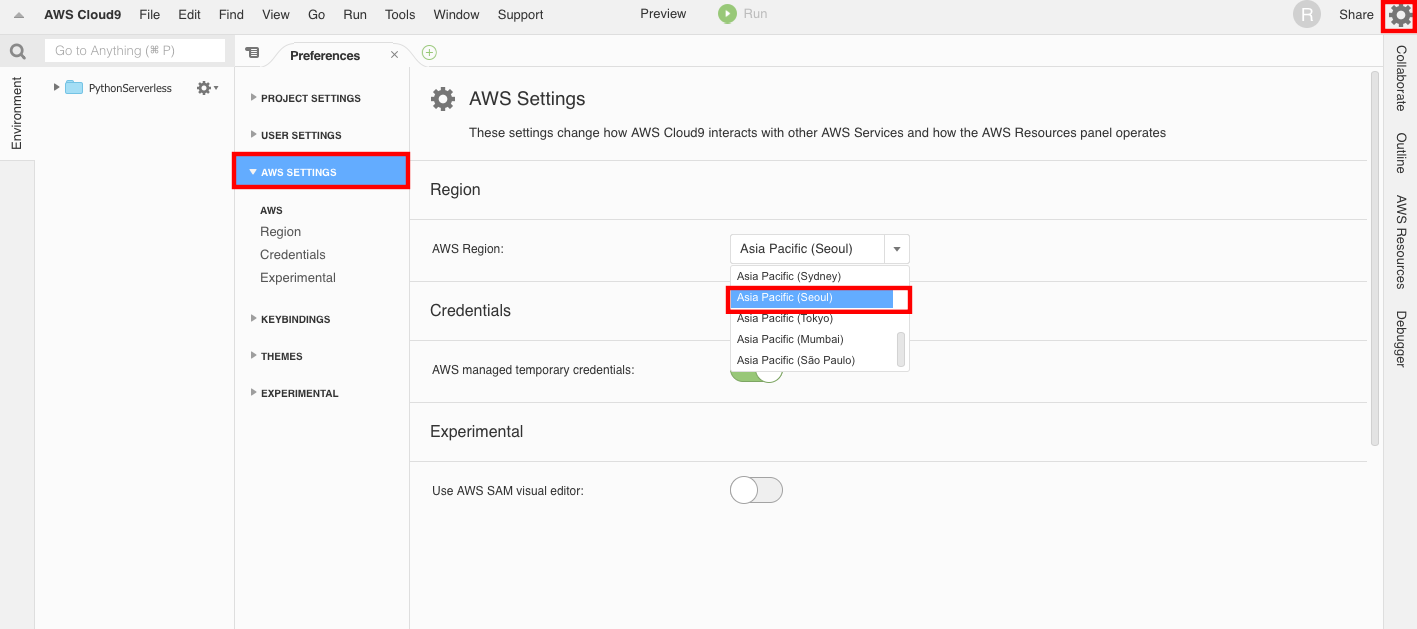 AWS Cloud9 File Edit Find View Go Run Tools Window Support Preview Run R Share
Go to Anything (⌘ P)
Preferences
Environment
PythonServerless
PROJECT SETTINGS
USER SETTINGS
AWS SETTINGS
AWS
Region
Credentials
Experimental
KEYBINDINGS
THEMES
EXPERIMENTAL
AWS Settings
These settings change how AWS Cloud9 interacts with other AWS Services and how the AWS Resources panel operates
Region
AWS Region: Asia Pacific (Seoul)
Asia Pacific (Sydney)
Asia Pacific (Seoul)
Asia Pacific (Tokyo)
Asia Pacific (Mumbai)
Asia Pacific (São Paulo)
Credentials
AWS managed temporary credentials:
Experimental
Use AWS SAM visual editor:
Collaborate
Outline
AWS Resources
Debugger